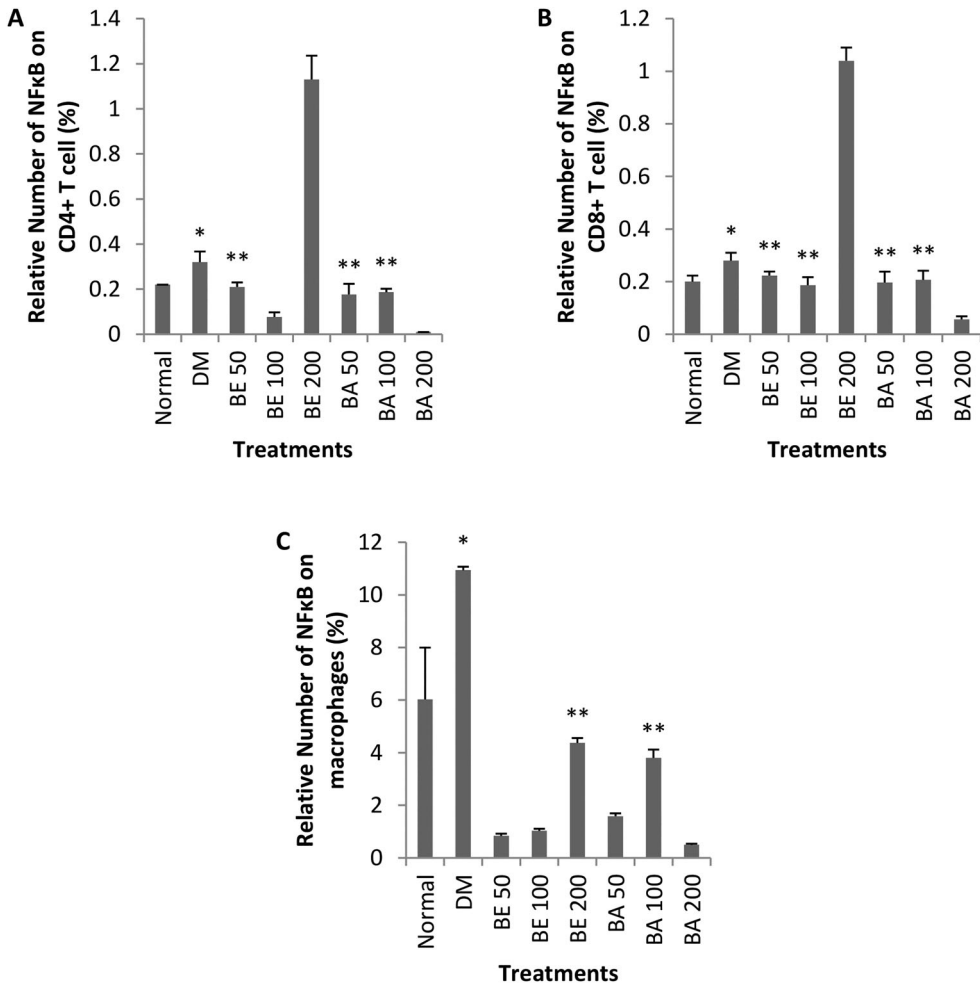 A
Relative Number of NFκB on
CD4+ T cell (%)
1.4
1.2
1
0.8
0.6
0.4
0.2
0
*
**
**
**
Normal
DM
BE 50
BE 100
BE 200
BA 50
BA 100
BA 200
Treatments
B
Relative Number of NFκB on
CD8+ T cell (%)
1.2
1
0.8
0.6
0.4
0.2
0
*
**
**
**
**
Normal
DM
BE 50
BE 100
BE 200
BA 50
BA 100
BA 200
Treatments
C
Relative Number of NFκB on
macrophages (%)
12
10
8
6
4
2
0
*
**
**
Normal
DM
BE 50
BE 100
BE 200
BA 50
BA 100
BA 200
Treatments